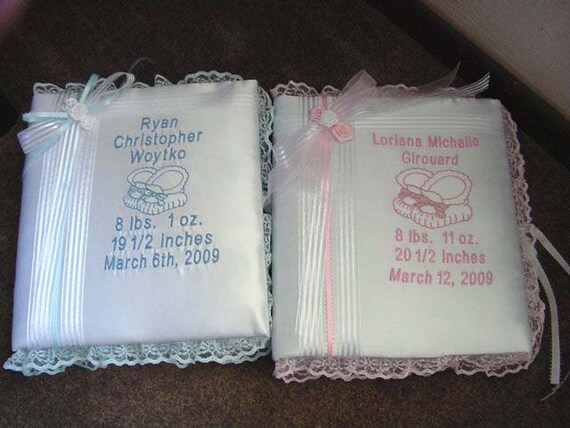 Ryan
Christopher
Woytko
8 lbs. 1 oz.
19 1/2 inches
March 6th, 2009
Loriana Michelle
Girouard
8 lbs. 11 oz.
20 1/2 inches
March 12, 2009